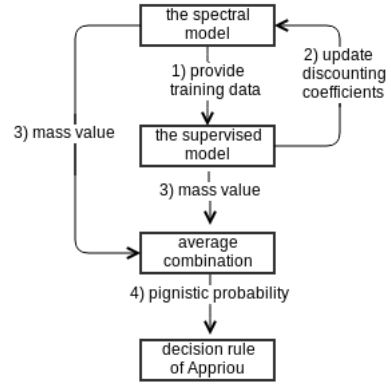 the spectral
model
1) provide
training data
2) update
discounting
coefficients
3) mass value
the supervised
model
3) mass value
average
combination
4) pignistic probability
decision rule
of Appriou